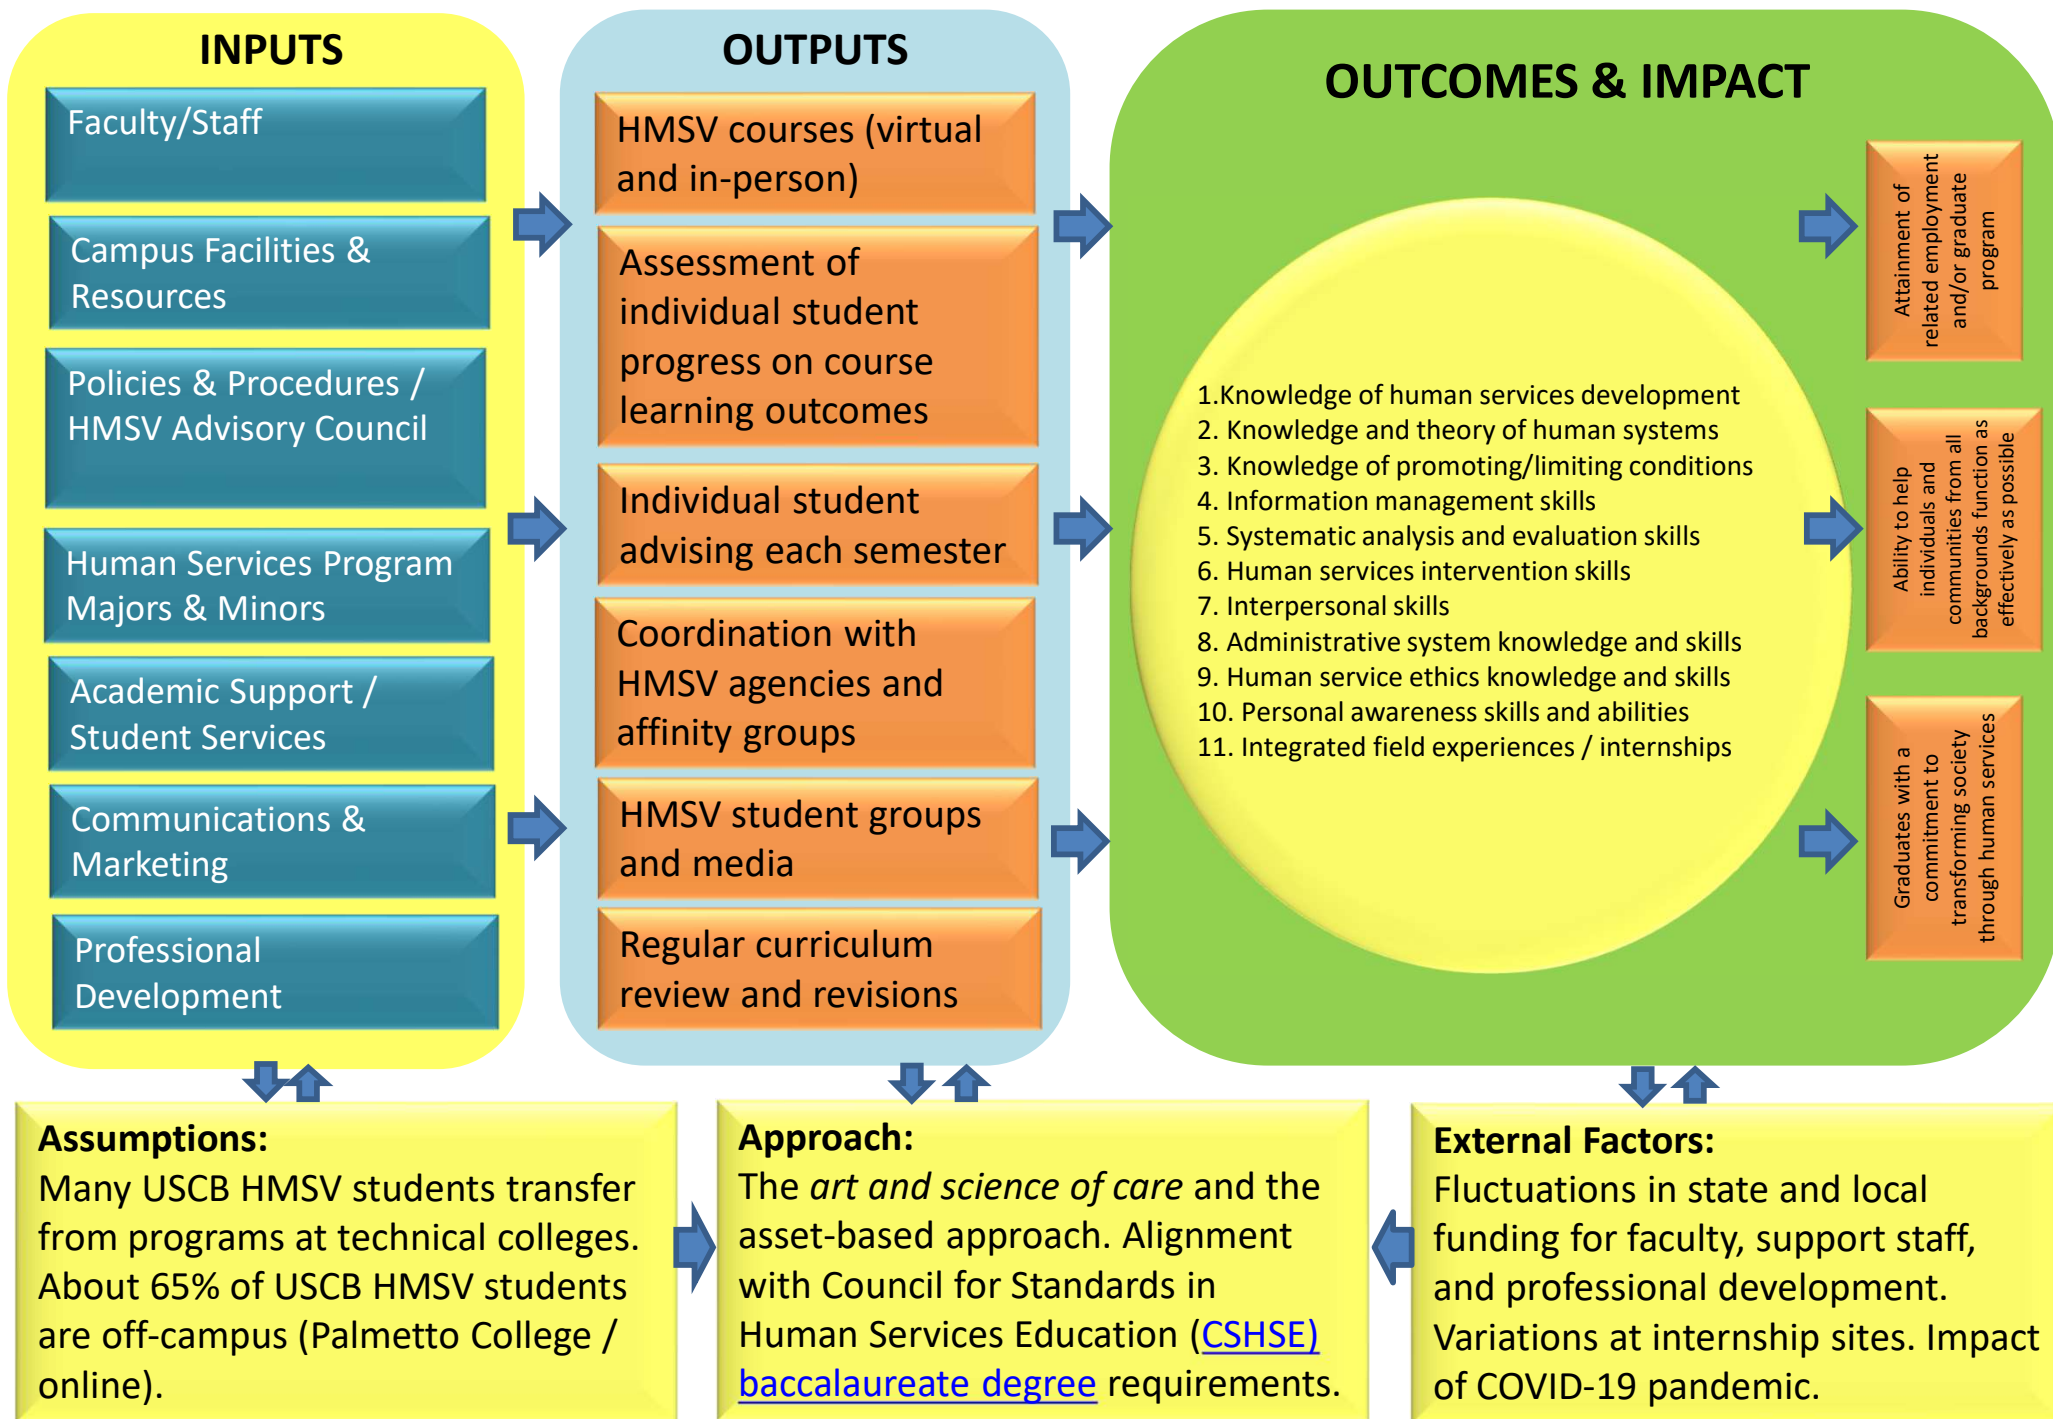 INPUTS
Faculty/Staff
Campus Facilities &
Resources
Policies & Procedures /
HMSV Advisory Council
Human Services Program
Majors & Minors
Academic Support /
Student Services
Communications &
Marketing
Professional
Development
OUTPUTS
HMSV courses (virtual
and in-person)
Assessment of
individual student
progress on course
learning outcomes
Individual student
advising each semester
Coordination with
HMSV agencies and
affinity groups
HMSV student groups
and media
Regular curriculum
review and revisions
OUTCOMES & IMPACT
1.Knowledge of human services development
2. Knowledge and theory of human systems
3. Knowledge of promoting/limiting conditions
4. Information management skills
5. Systematic analysis and evaluation skills
6. Human services intervention skills
7. Interpersonal skills
8. Administrative system knowledge and skills
9. Human service ethics knowledge and skills
10. Personal awareness skills and abilities
11. Integrated field experiences / internships
Attainment of
related employment
and/or graduate
program
Ability to help
individuals and
communities from all
backgrounds function as
effectively as possible
Graduates with a
commitment to
transforming society
through human services
Assumptions:
Many USCB HMSV students transfer
from programs at technical colleges.
About 65% of USCB HMSV students
are off-campus (Palmetto College /
online).
Approach:
The art and science of care and the
asset-based approach. Alignment
with Council for Standards in
Human Services Education (CSHSE)
baccalaureate degree requirements.
External Factors:
Fluctuations in state and local
funding for faculty, support staff,
and professional development.
Variations at internship sites. Impact
of COVID-19 pandemic.